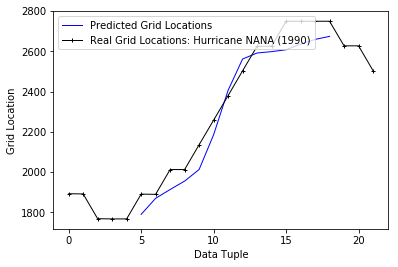 Predicted Grid Locations
Real Grid Locations: Hurricane NANA (1990)
2800
2600
2400
2200
2000
1800
Grid Location
0 5 10 15 20
Data Tuple